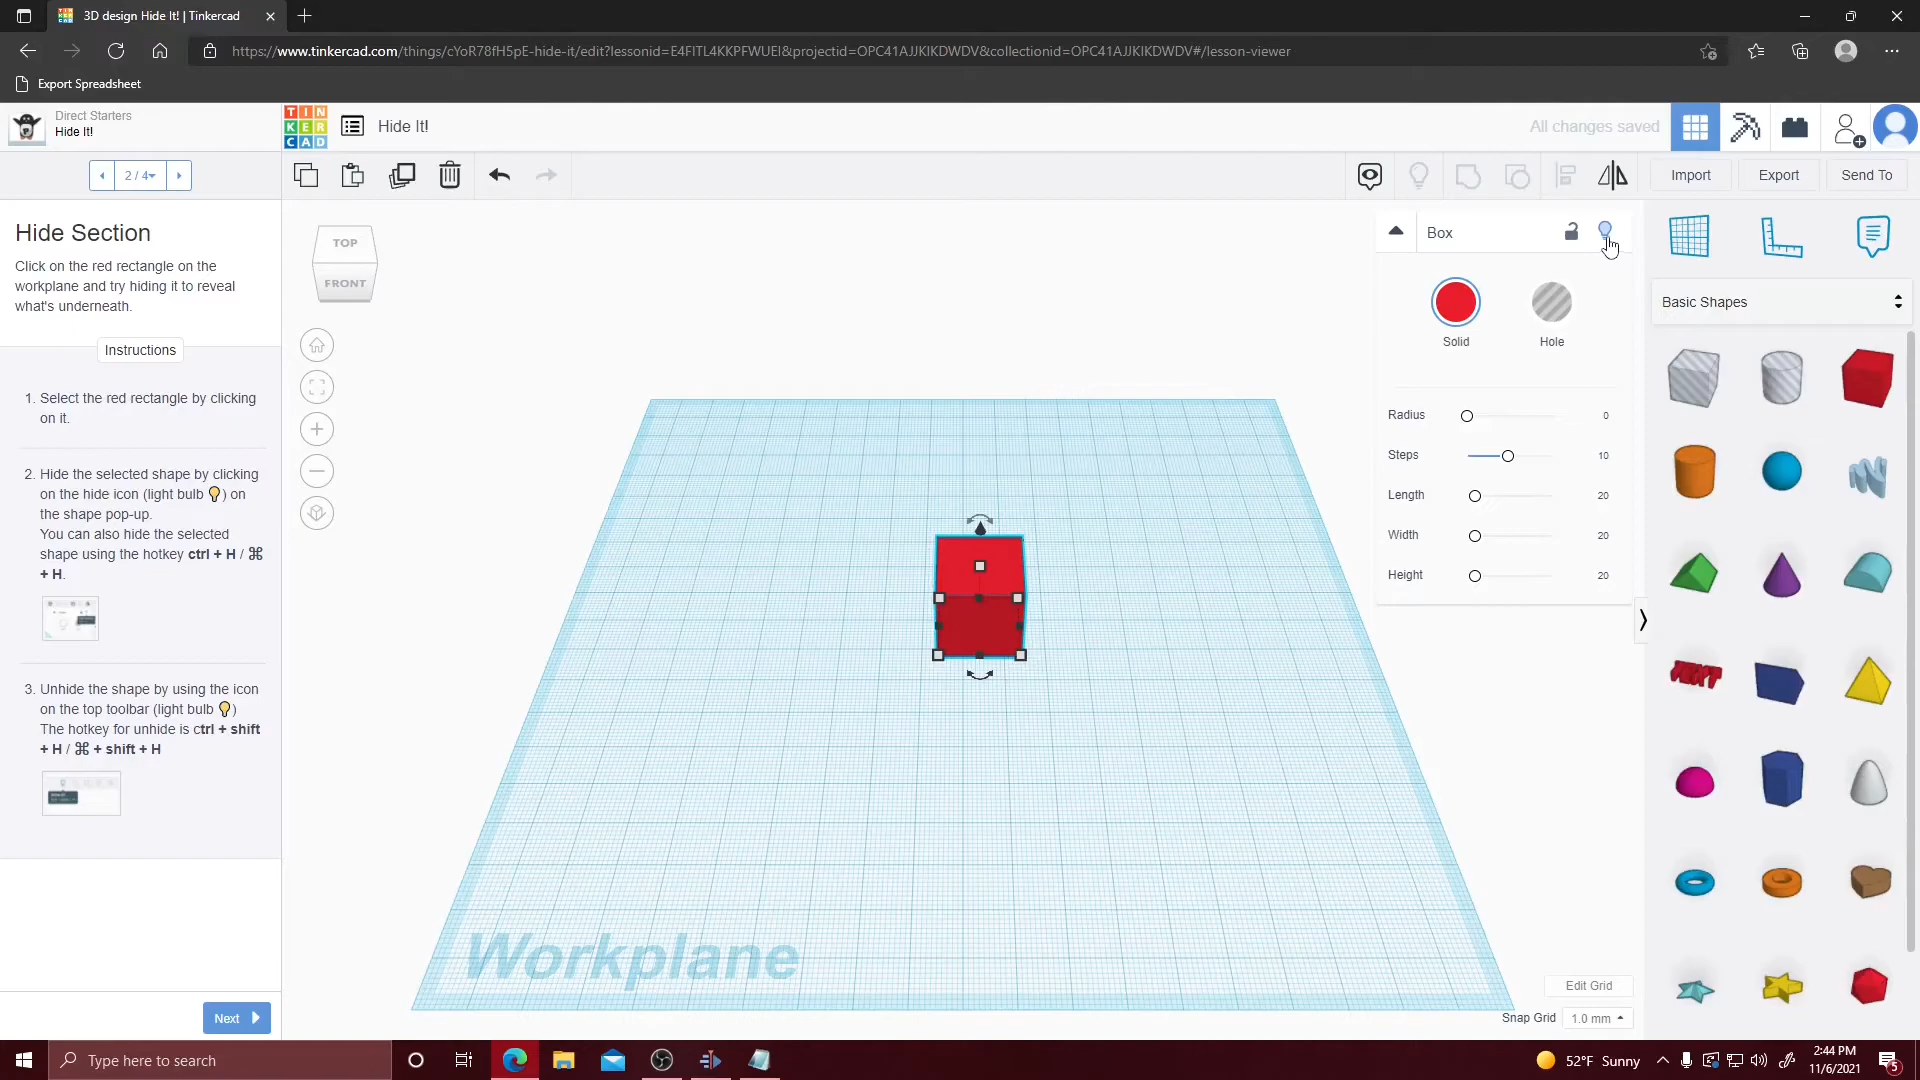 3D design Hide It! | Tinkercad
https://www.tinkercad.com/things/cYoR78fH5pE-hide-it/edit?lessonid=E4FITL4KKPFWUEI&projectid=OPC41AJJKIKDWDV&collectionid=OPC41AJJKIKDWDV#/lesson-viewer
Export Spreadsheet
Direct Starters
Hide It!
TIN
KER
CAD
Hide It!
All changes saved
2 / 4
Import
Export
Send To
Hide Section
Click on the red rectangle on the
workplane and try hiding it to reveal
what's underneath.
Instructions
1. Select the red rectangle by clicking
on it.
2. Hide the selected shape by clicking
on the hide icon (light bulb 💡) on
the shape pop-up.
You can also hide the selected
shape using the hotkey ctrl + H / ⌘
+ H.
3. Unhide the shape by using the icon
on the top toolbar (light bulb 💡)
The hotkey for unhide is ctrl + shift
+ H / ⌘ + shift + H
Next
TOP
FRONT
Workplane
Box
Solid
Hole
Radius 0
Steps 10
Length 20
Width 20
Height 20
Basic Shapes
TEXT
Edit Grid
Snap Grid 1.0 mm
Type here to search
52°F Sunny
2:44 PM
11/6/2021
5